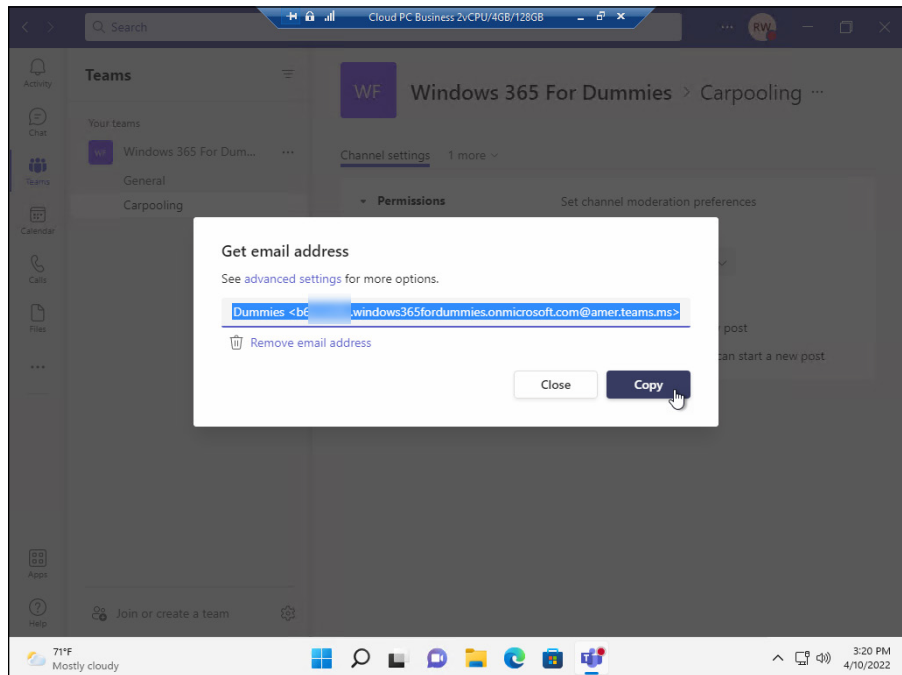 Cloud PC Business 2vCPU/4GB/128GB
Search
RW
Activity
Chat
Teams
Calendar
Calls
Files
Apps
Help
Teams
Your teams
WF Windows 365 For Dum...
General
Carpooling
Join or create a team
WF Windows 365 For Dummies > Carpooling
Channel settings 1 more
Permissions Set channel moderation preferences
post
can start a new post
Get email address
See advanced settings for more options.
Dummies <b6 .windows365fordummies.onmicrosoft.com@amer.teams.ms>
Remove email address
Close Copy
71°F
Mostly cloudy
3:20 PM
4/10/2022